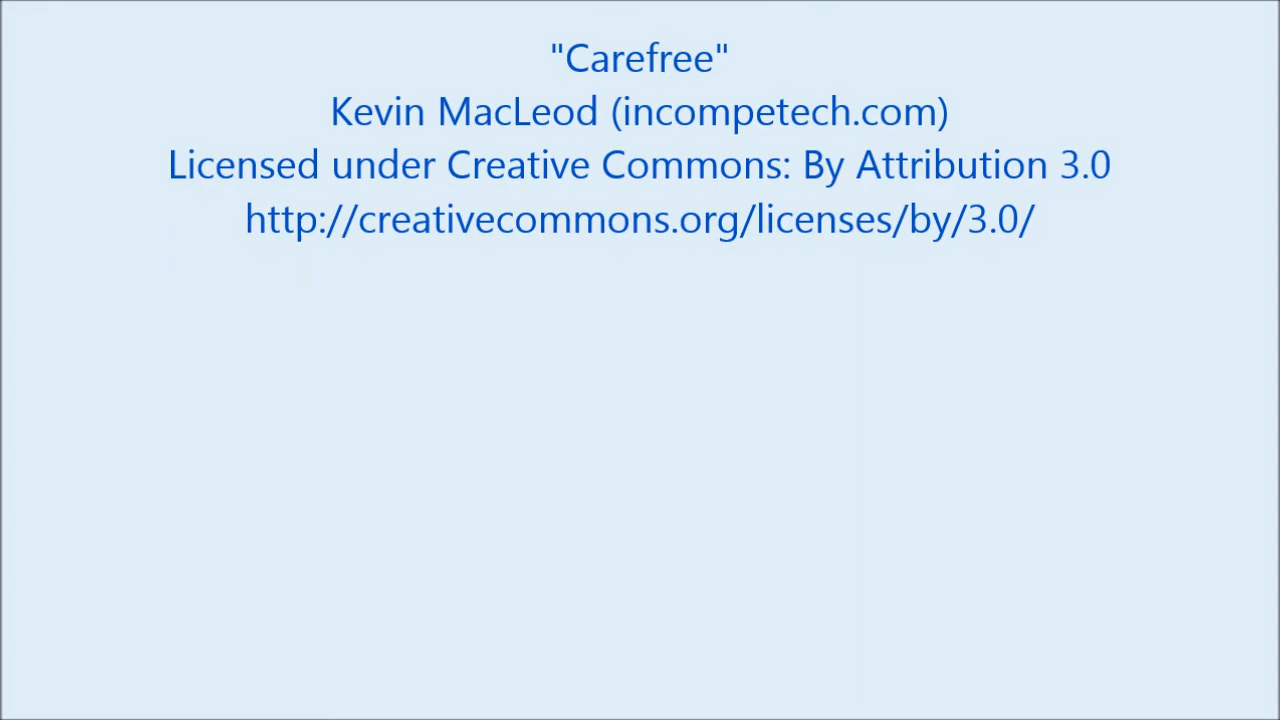 "Carefree"
Kevin MacLeod (incompetech.com)
Licensed under Creative Commons: By Attribution 3.0
http://creativecommons.org/licenses/by/3.0/